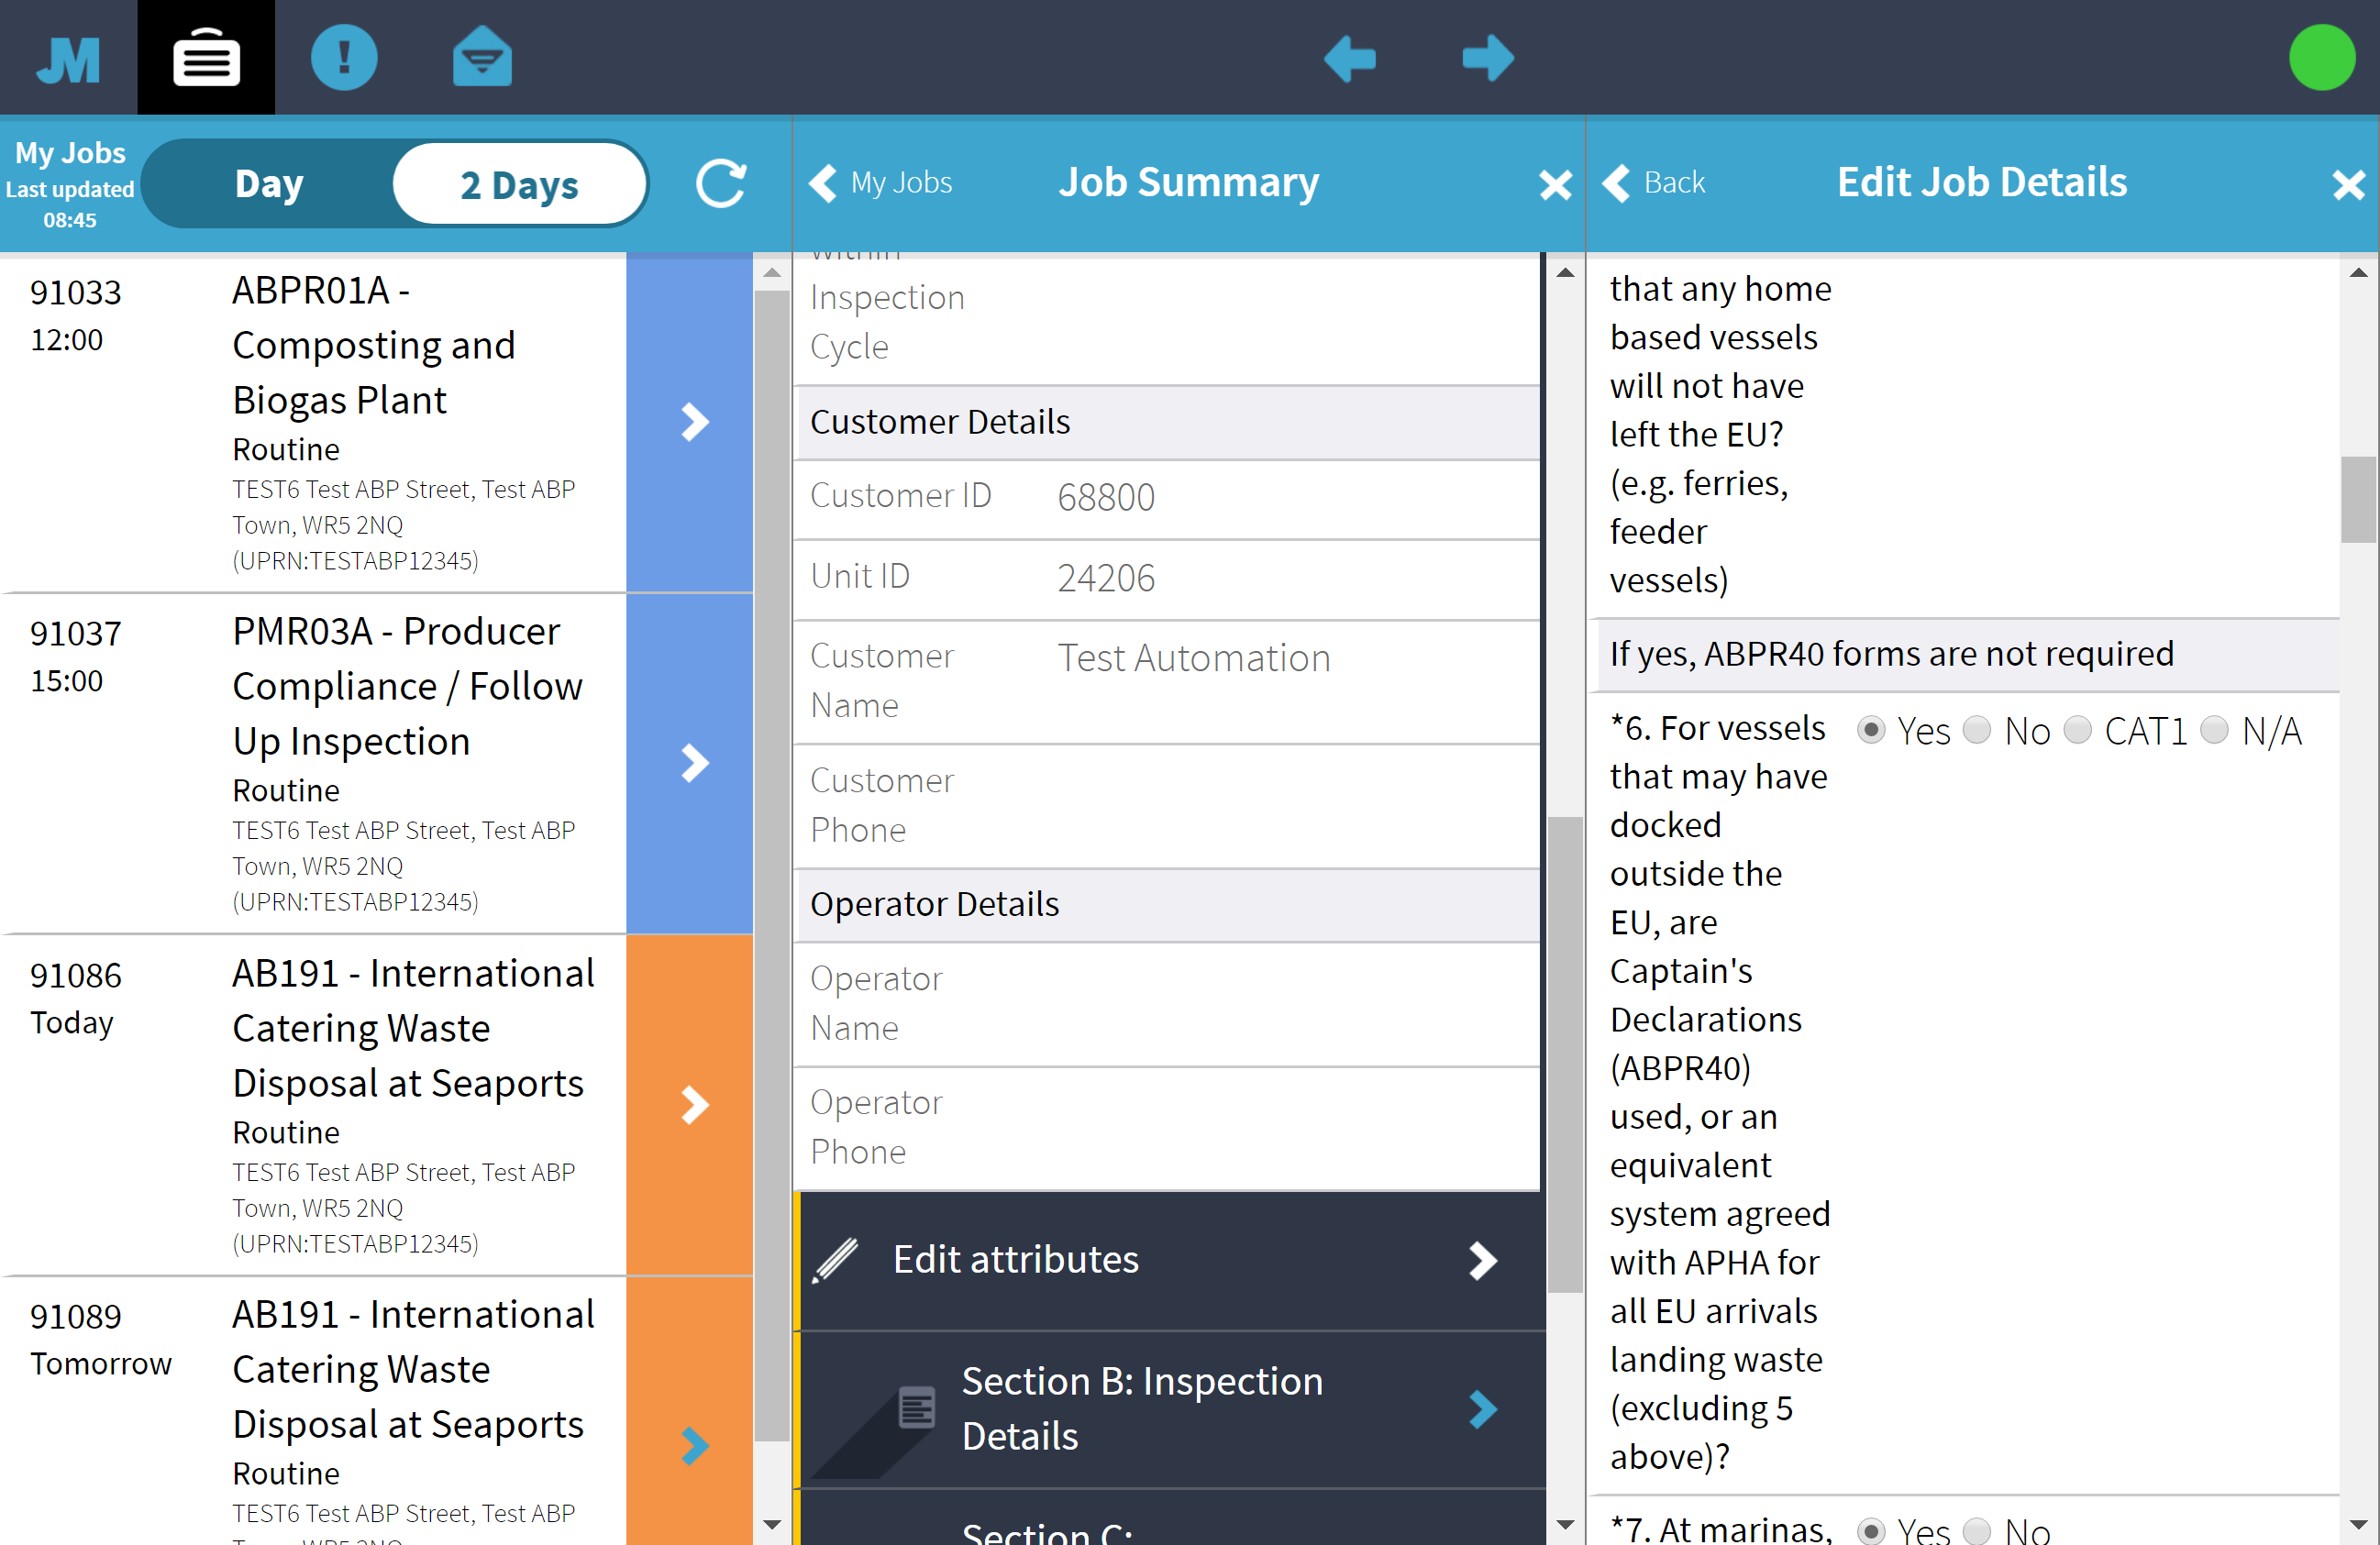 JM
My Jobs
Last updated
08:45
Day
2 Days
My Jobs
Job Summary
Back
Edit Job Details
91033
12:00
ABPR01A -
Composting and
Biogas Plant
Routine
TEST6 Test ABP Street, Test ABP
Town, WR5 2NQ
(UPRN:TESTABP12345)
91037
15:00
PMR03A - Producer
Compliance / Follow
Up Inspection
Routine
TEST6 Test ABP Street, Test ABP
Town, WR5 2NQ
(UPRN:TESTABP12345)
91086
Today
AB191 - International
Catering Waste
Disposal at Seaports
Routine
TEST6 Test ABP Street, Test ABP
Town, WR5 2NQ
(UPRN:TESTABP12345)
91089
Tomorrow
AB191 - International
Catering Waste
Disposal at Seaports
Routine
TEST6 Test ABP Street, Test ABP
Town, WR5 2NQ
Within
Inspection
Cycle
Customer Details
Customer ID 68800
Unit ID 24206
Customer Test Automation
Name
Customer
Phone
Operator Details
Operator
Name
Operator
Phone
Edit attributes
Section B: Inspection
Details
Section C:
that any home
based vessels
will not have
left the EU?
(e.g. ferries,
feeder
vessels)
If yes, ABPR40 forms are not required
*6. For vessels Yes No CAT1 N/A
that may have
docked
outside the
EU, are
Captain's
Declarations
(ABPR40)
used, or an
equivalent
system agreed
with APHA for
all EU arrivals
landing waste
(excluding 5
above)?
*7. At marinas, Yes No